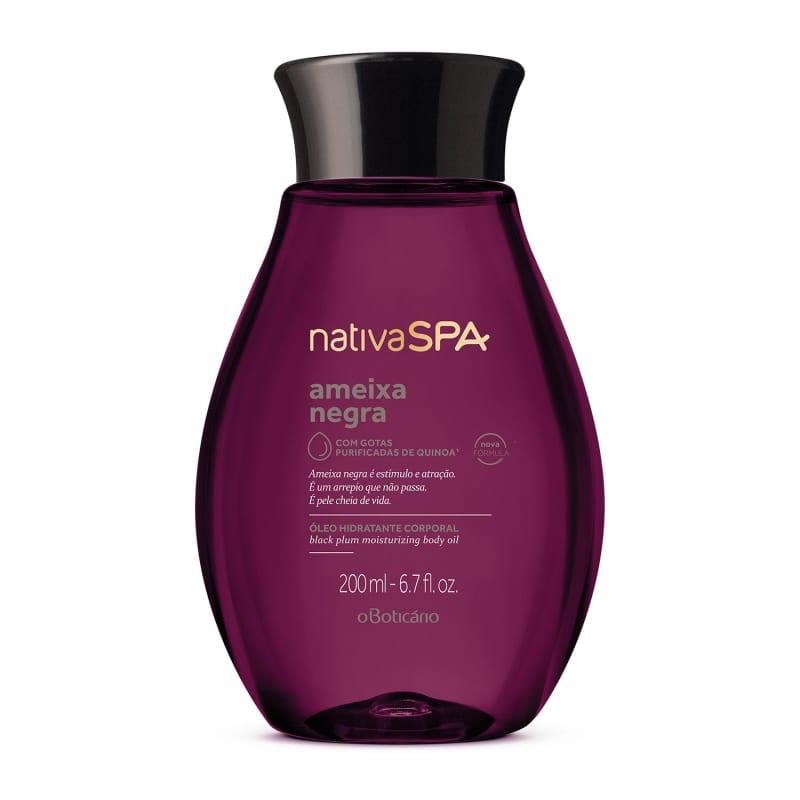 nativaSPA
ameixa
negra
COM GOTAS
PURIFICADAS DE QUINOA¹
nova
FÓRMULA
Ameixa negra é estímulo e atração.
É um arrepio que não passa.
É pele cheia de vida.
ÓLEO HIDRATANTE CORPORAL
black plum moisturizing body oil
200 ml - 6.7 fl. oz.
oBoticário